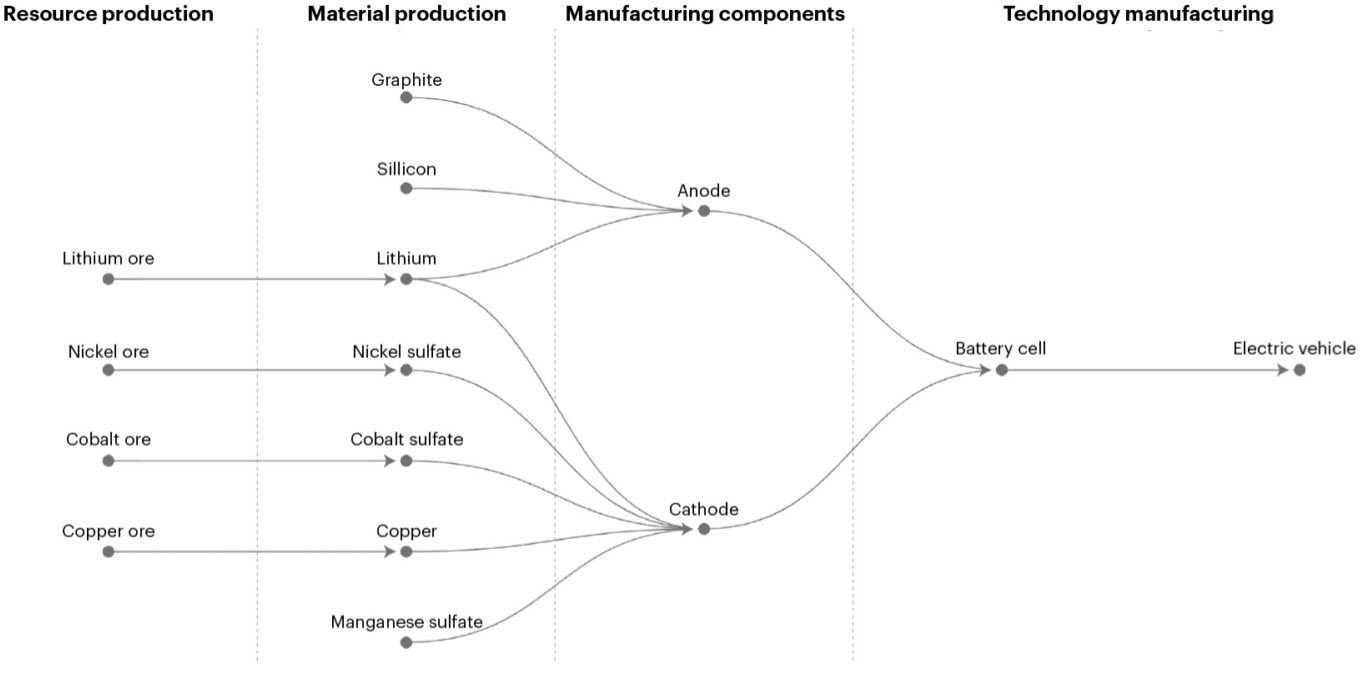 Resource production
Material production
Manufacturing components
Technology manufacturing
Graphite
Sillicon
Anode
Lithium ore
Lithium
Nickel ore
Nickel sulfate
Battery cell
Electric vehicle
Cobalt ore
Cobalt sulfate
Cathode
Copper ore
Copper
Manganese sulfate